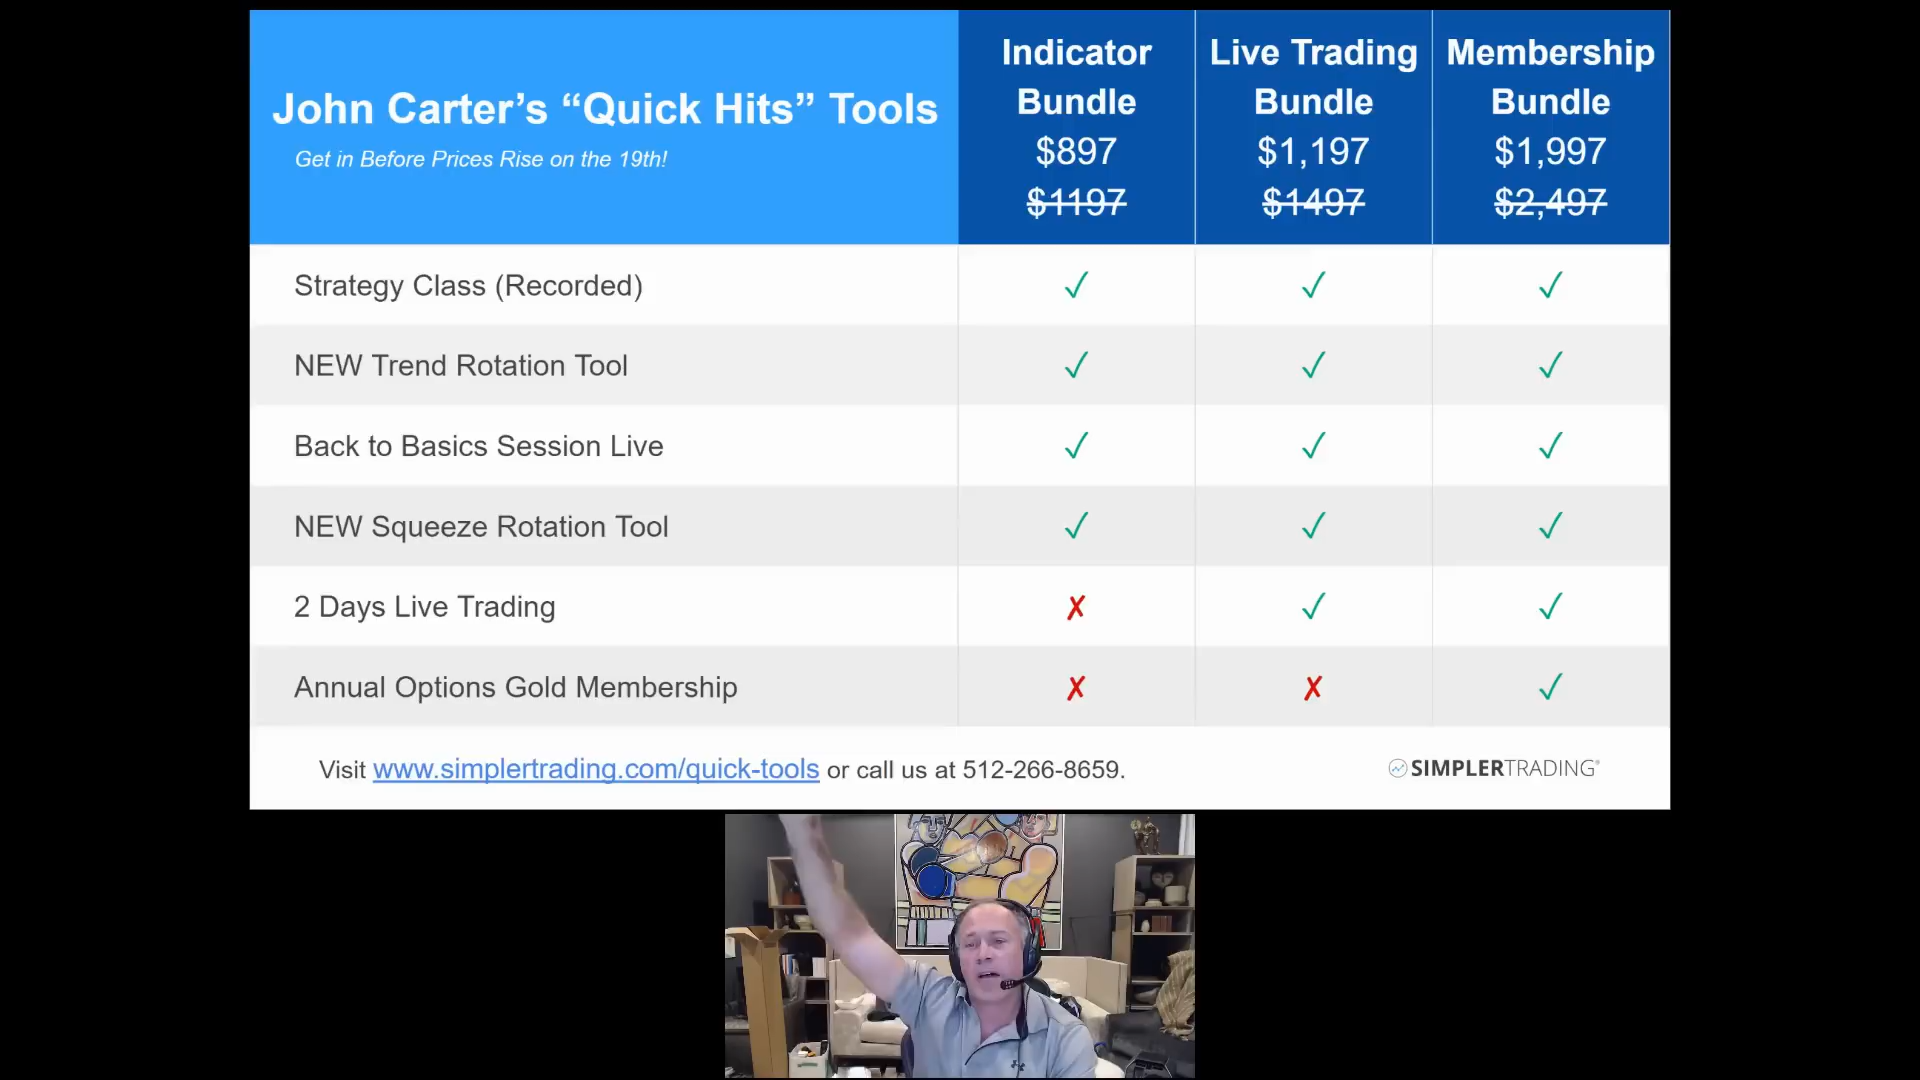 John Carter’s “Quick Hits” Tools
Get in Before Prices Rise on the 19th!
Indicator
Bundle
$897
$1197
Live Trading
Bundle
$1,197
$1497
Membership
Bundle
$1,997
$2,497
Strategy Class (Recorded) ✓ ✓ ✓
NEW Trend Rotation Tool ✓ ✓ ✓
Back to Basics Session Live ✓ ✓ ✓
NEW Squeeze Rotation Tool ✓ ✓ ✓
2 Days Live Trading ✗ ✓ ✓
Annual Options Gold Membership ✗ ✗ ✓
Visit www.simplertrading.com/quick-tools or call us at 512-266-8659.
SIMPLERTRADING®